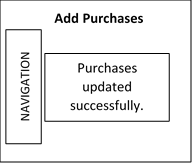 Add Purchases
NAVIGATION
Purchases
updated
successfully.